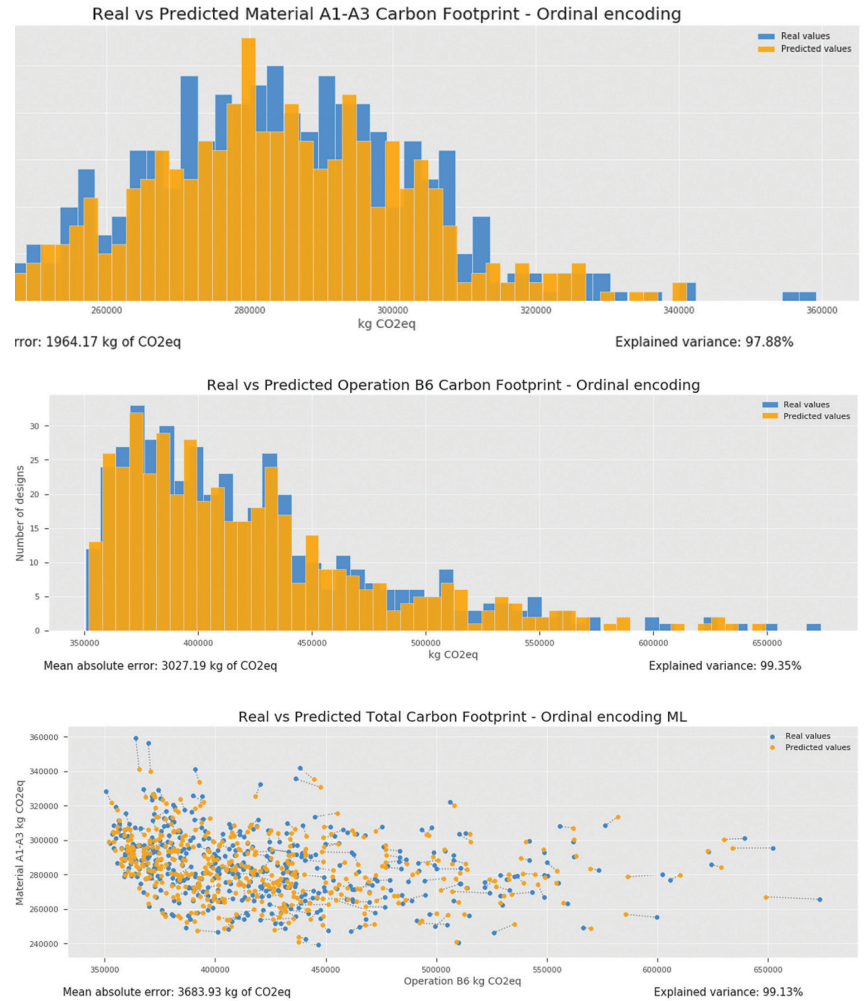 Real vs Predicted Material A1-A3 Carbon Footprint - Ordinal encoding
Real values
Predicted values
260000 280000 300000 320000 340000 360000
kg CO2eq
rror: 1964.17 kg of CO2eq Explained variance: 97.88%
Real vs Predicted Operation B6 Carbon Footprint - Ordinal encoding
Real values
Predicted values
Number of designs
30
25
20
15
10
5
0
350000 400000 450000 500000 550000 600000 650000
kg CO2eq
Mean absolute error: 3027.19 kg of CO2eq Explained variance: 99.35%
Real vs Predicted Total Carbon Footprint - Ordinal encoding ML
Real values
Predicted values
Material A1-A3 kg CO2eq
360000
340000
320000
300000
280000
260000
240000
350000 400000 450000 500000 550000 600000 650000
Operation B6 kg CO2eq
Mean absolute error: 3683.93 kg of CO2eq Explained variance: 99.13%